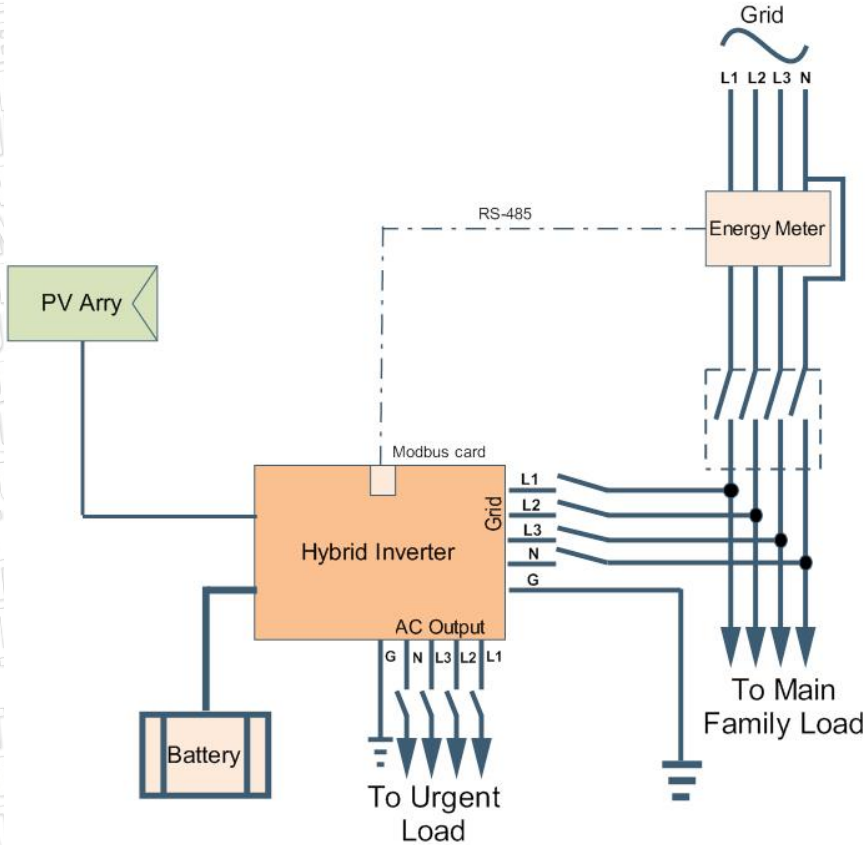 Grid
L1 L2 L3 N
RS-485
Energy Meter
PV Arry
Modbus card
L1
L2
L3
N
G
Grid
Hybrid Inverter
AC Output
G N L3 L2 L1
To Main
Family Load
Battery
To Urgent
Load